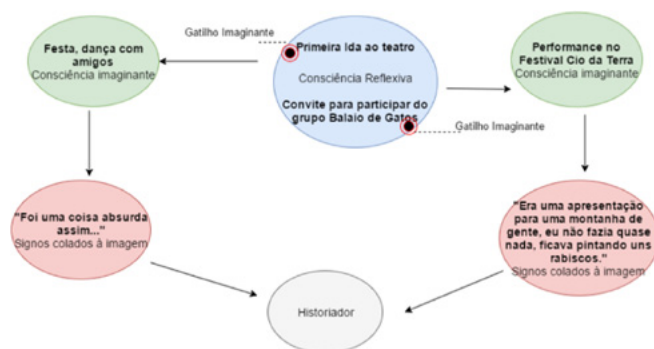 Gatilho Imaginante
Festa, dança com
amigos
Consciência imaginante
Primeira Ida ao teatro
Consciência Reflexiva
Convite para participar do
grupo Balaio de Gatos
Gatilho Imaginante
Performance no
Festival Cio da Terra
Consciência imaginante
"Foi uma coisa absurda
assim..."
Signos colados à imagem
"Era uma apresentação
para uma montanha de
gente, eu não fazia quase
nada, ficava pintando uns
rabiscos."
Signos colados à imagem
Historiador